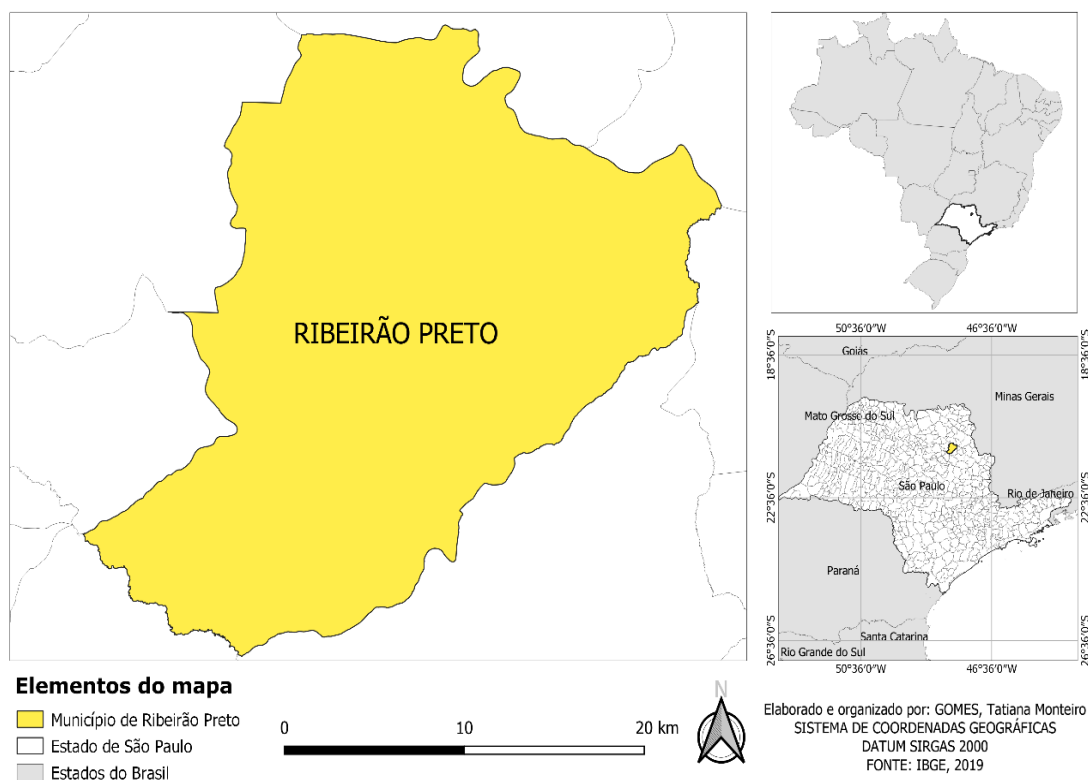 RIBEIRÃO PRETO
50°36'0"W 46°36'0"W
18°36'0"S
18°36'0"S
Goiás
Minas Gerais
Mato Grosso do Sul
São Paulo
Rio de Janeiro
22°36'0"S
22°36'0"S
Paraná
Santa Catarina
Rio Grande do Sul
26°36'0"S
26°36'0"S
50°36'0"W 46°36'0"W
Elementos do mapa
Município de Ribeirão Preto
Estado de São Paulo
Estados do Brasil
0 10 20 km
N
Elaborado e organizado por: GOMES, Tatiana Monteiro
SISTEMA DE COORDENADAS GEOGRÁFICAS
DATUM SIRGAS 2000
FONTE: IBGE, 2019